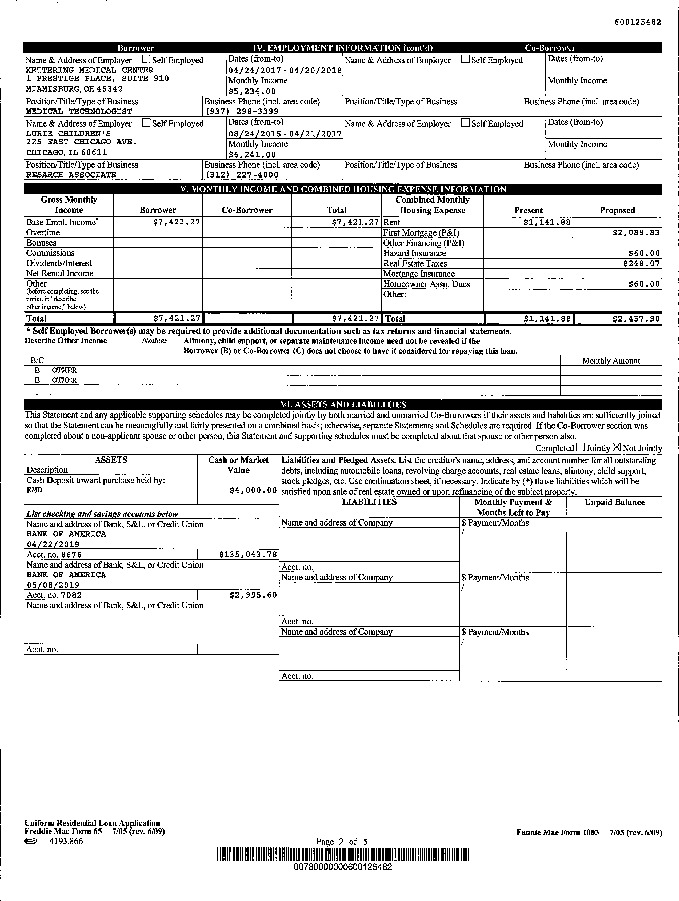 600123482
Borrower IV. EMPLOYMENT INFORMATION (cont'd) Co-Borrower
Name & Address of Employer Self Employed Dates (from-to) Name & Address of Employer Self Employed Dates (from-to)
KETTERING MEDICAL CENTER 04/24/2017-04/20/2018
1 PRESTIGE PLACE, SUITE 910 Monthly Income Monthly Income
MIAMISBURG, OH 45342 $5,234.00
Position/Title/Type of Business Business Phone (incl. area code) Position/Title/Type of Business Business Phone (incl. area code)
MEDICAL TECHNOLOGIST (937) 298-3399
Name & Address of Employer Self Employed Dates (from-to) Name & Address of Employer Self Employed Dates (from-to)
LURIE CHILDREN'S 08/24/2015-04/21/2017
225 EAST CHICAGO AVE. Monthly Income Monthly Income
CHICAGO, IL 60611 $4,241.00
Position/Title/Type of Business Business Phone (incl. area code) Position/Title/Type of Business Business Phone (incl. area code)
RESARCH ASSOCIATE (312) 227-4000
V. MONTHLY INCOME AND COMBINED HOUSING EXPENSE INFORMATION
Gross Monthly Income Borrower Co-Borrower Total Combined Monthly Housing Expense Present Proposed
Base Empl. Income* $7,421.27 $7,421.27 Rent $1,141.88
Overtime First Mortgage (P&I) $2,089.83
Bonuses Other Financing (P&I)
Commissions Hazard Insurance $60.00
Dividends/Interest Real Estate Taxes $248.07
Net Rental Income Mortgage Insurance
Other Homeowner Assn. Dues $60.00
(before completing, see the notice in "describe other income," below) Other:
Total $7,421.27 $7,421.27 Total $1,141.88 $2,457.90
* Self Employed Borrower(s) may be required to provide additional documentation such as tax returns and financial statements.
Describe Other Income Notice: Alimony, child support, or separate maintenance income need not be revealed if the
Borrower (B) or Co-Borrower (C) does not choose to have it considered for repaying this loan.
B/C Monthly Amount
B OTHER
B OTHER
VI. ASSETS AND LIABILITIES
This Statement and any applicable supporting schedules may be completed jointly by both married and unmarried Co-Borrowers if their assets and liabilities are sufficiently joined
so that the Statement can be meaningfully and fairly presented on a combined basis; otherwise, separate Statements and Schedules are required. If the Co-Borrower section was
completed about a non-applicant spouse or other person, this Statement and supporting schedules must be completed about that spouse or other person also.
Completed Jointly X Not Jointly
ASSETS Cash or Market Value
Description
Cash Deposit toward purchase held by:
EMD $4,000.00
Liabilities and Pledged Assets. List the creditor's name, address, and account number for all outstanding
debts, including automobile loans, revolving charge accounts, real estate loans, alimony, child support,
stock pledges, etc. Use continuation sheet, if necessary. Indicate by (*) those liabilities which will be
satisfied upon sale of real estate owned or upon refinancing of the subject property.
LIABILITIES Monthly Payment & Months Left to Pay Unpaid Balance
List checking and savings accounts below
Name and address of Bank, S&L, or Credit Union Name and address of Company $ Payment/Months
BANK OF AMERICA /
04/22/2019
Acct. no. 8676 $135,043.78
Acct. no.
Name and address of Bank, S&L, or Credit Union Name and address of Company $ Payment/Months
BANK OF AMERICA /
05/08/2019
Acct. no. 7082 $2,995.60
Name and address of Bank, S&L, or Credit Union
Acct. no.
Name and address of Company $ Payment/Months
/
Acct. no.
Acct. no.
Uniform Residential Loan Application
Freddie Mac Form 65 7/05 (rev. 6/09) Fannie Mae Form 1003 7/05 (rev. 6/09)
4193.866 Page 2 of 5